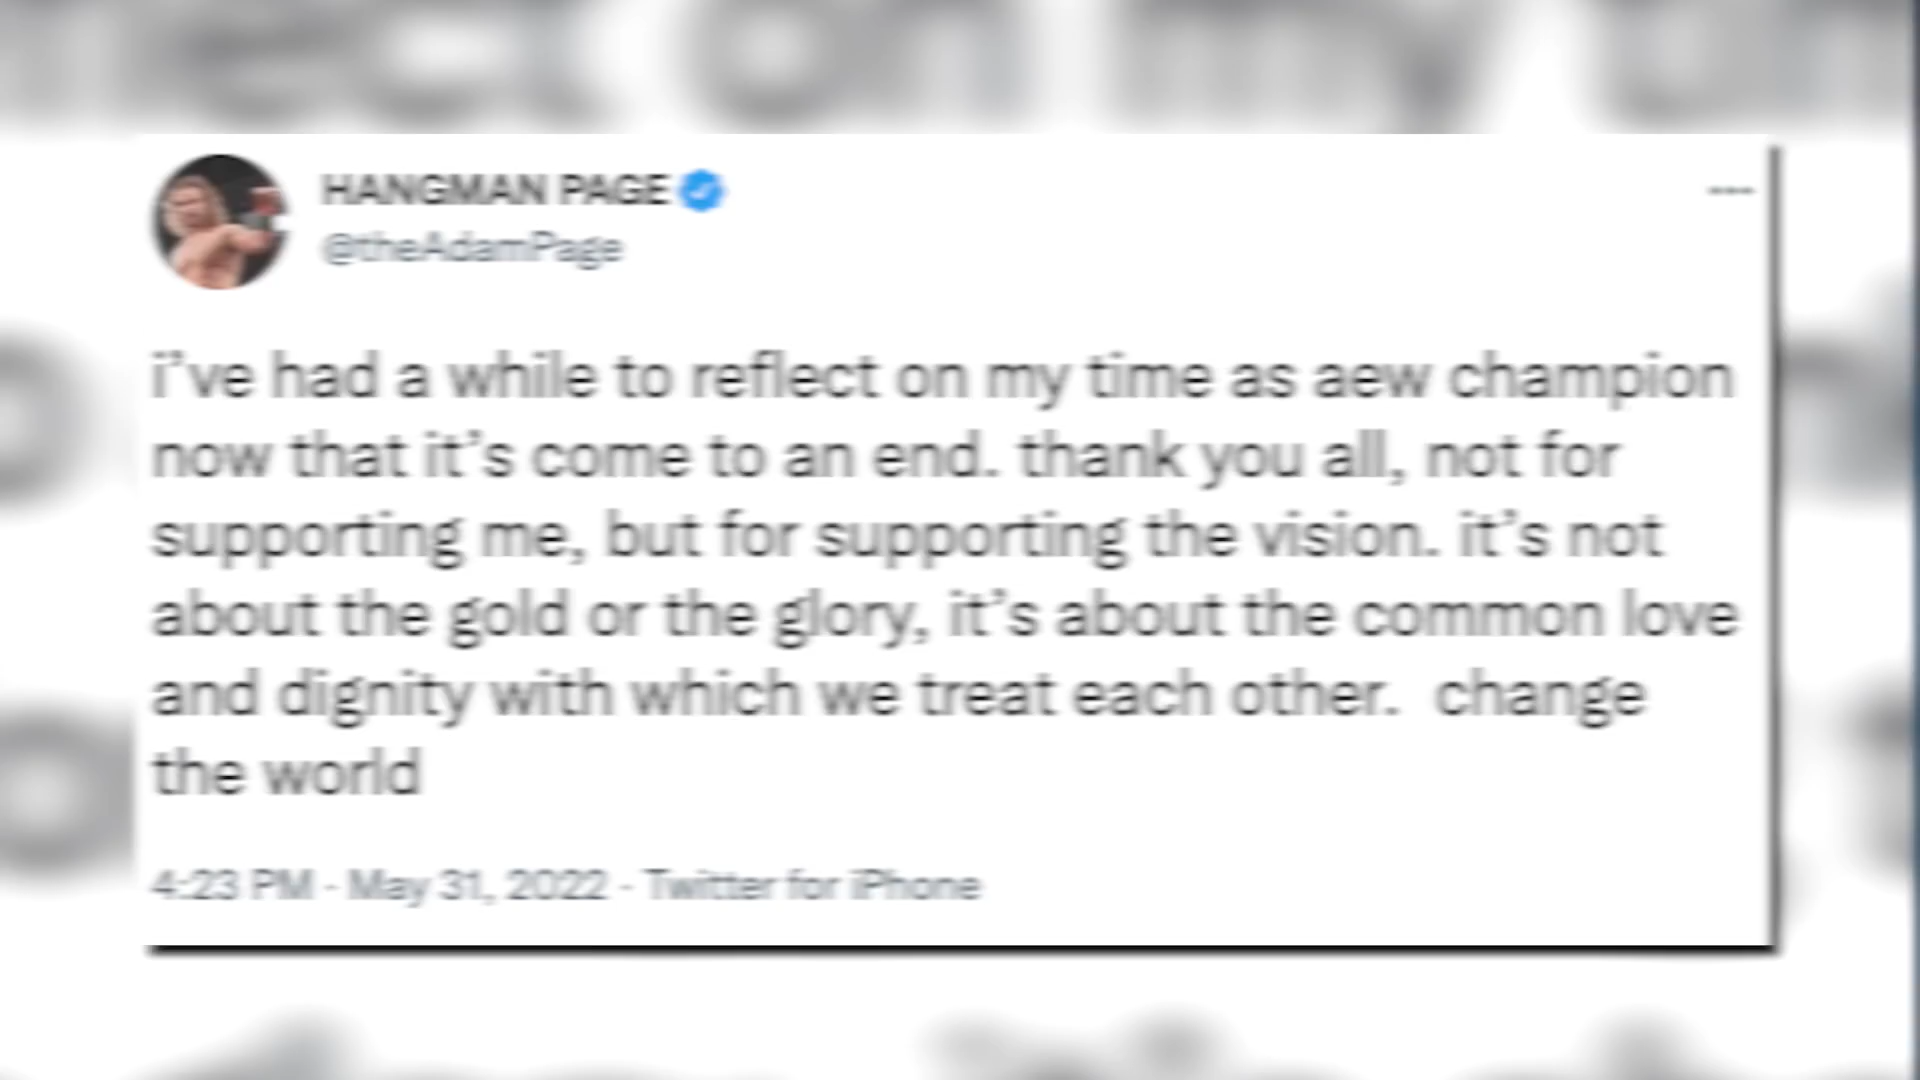 HANGMAN PAGE
@theAdamPage
i’ve had a while to reflect on my time as aew champion
now that it’s come to an end. thank you all, not for
supporting me, but for supporting the vision. it’s not
about the gold or the glory, it’s about the common love
and dignity with which we treat each other.  change
the world
4:23 PM · May 31, 2022 · Twitter for iPhone